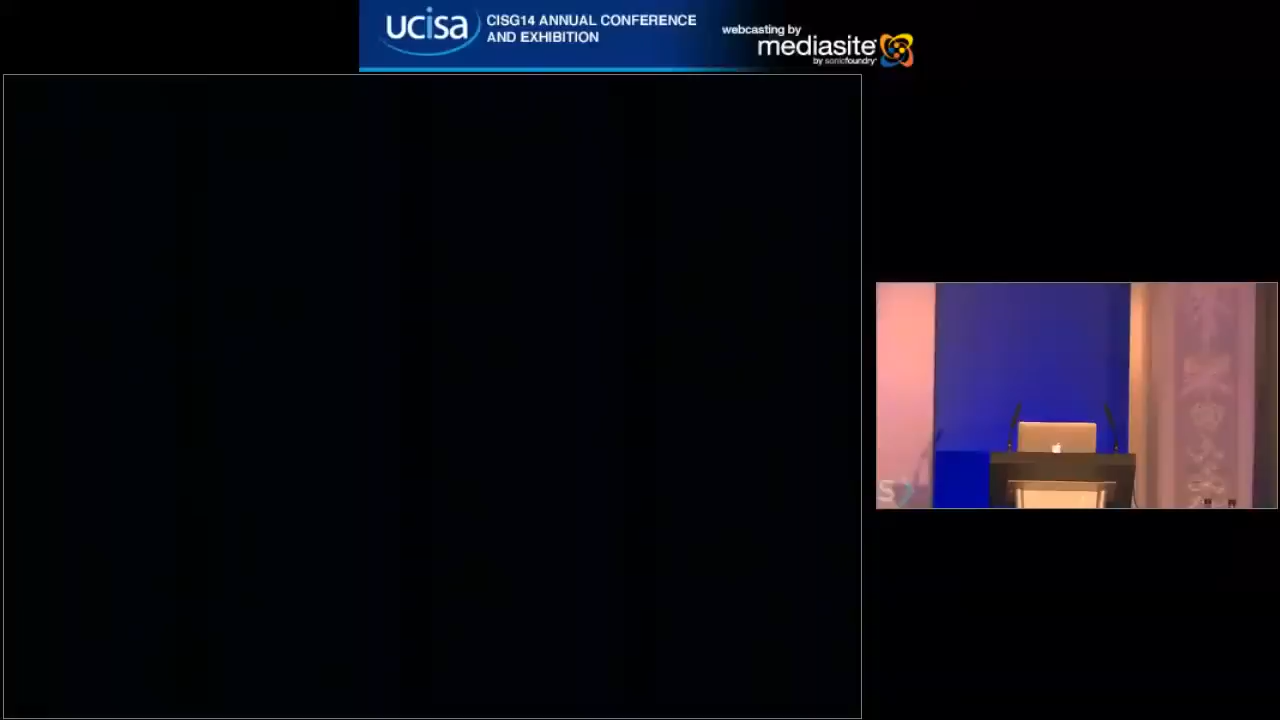 ucisa
CISG14 ANNUAL CONFERENCE
AND EXHIBITION
webcasting by
mediasite
by sonicfoundry
S